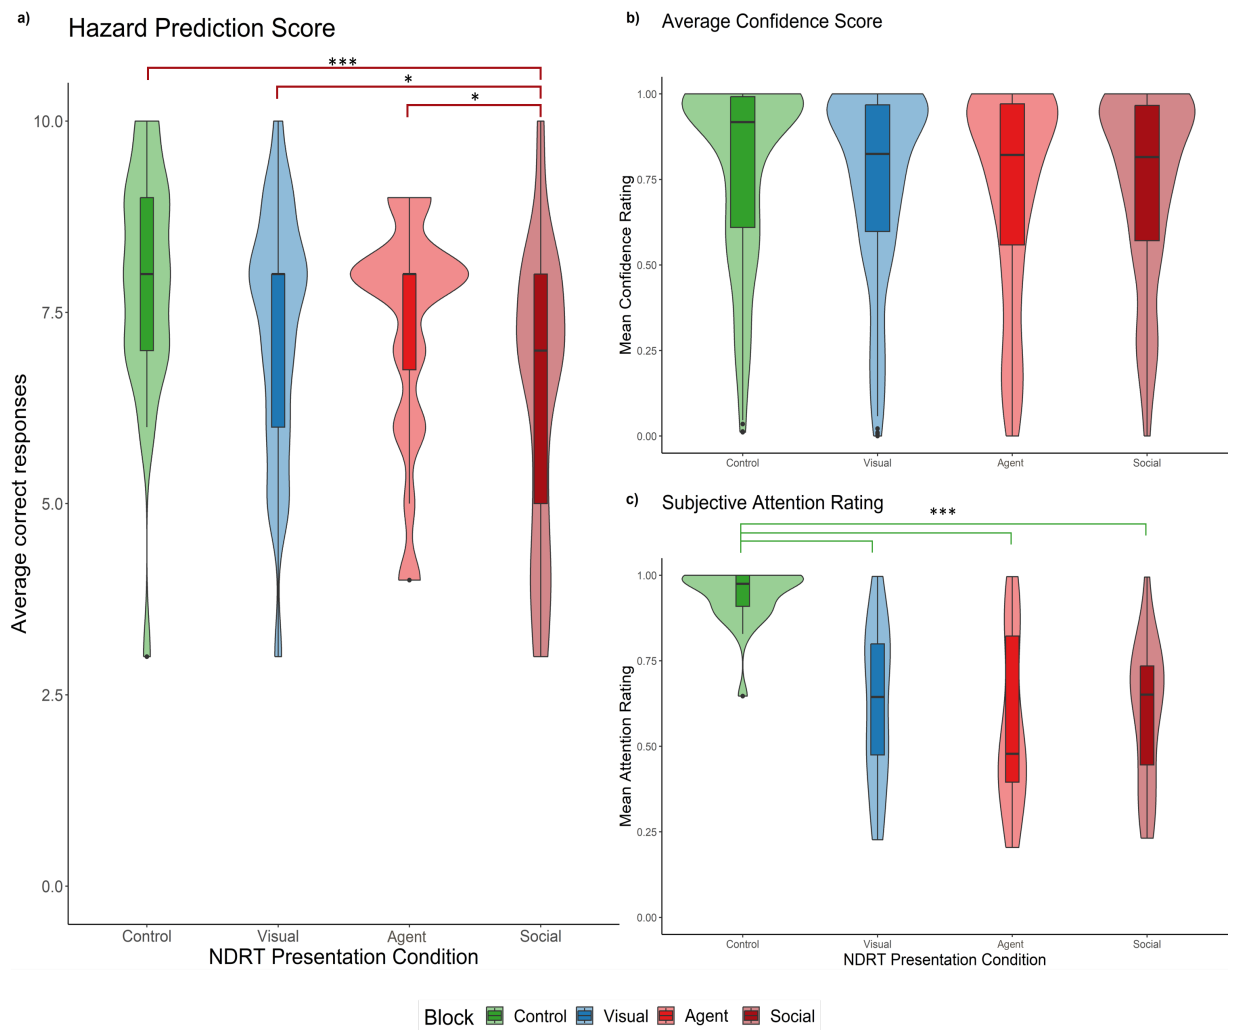 a)
Hazard Prediction Score
***
*
*
10.0
7.5
5.0
2.5
0.0
Average correct responses
Control Visual Agent Social
NDRT Presentation Condition
b)
Average Confidence Score
1.00
0.75
0.50
0.25
0.00
Mean Confidence Rating
Control Visual Agent Social
c)
Subjective Attention Rating
***
1.00
0.75
0.50
0.25
0.00
Mean Attention Rating
Control Visual Agent Social
NDRT Presentation Condition
Block Control Visual Agent Social